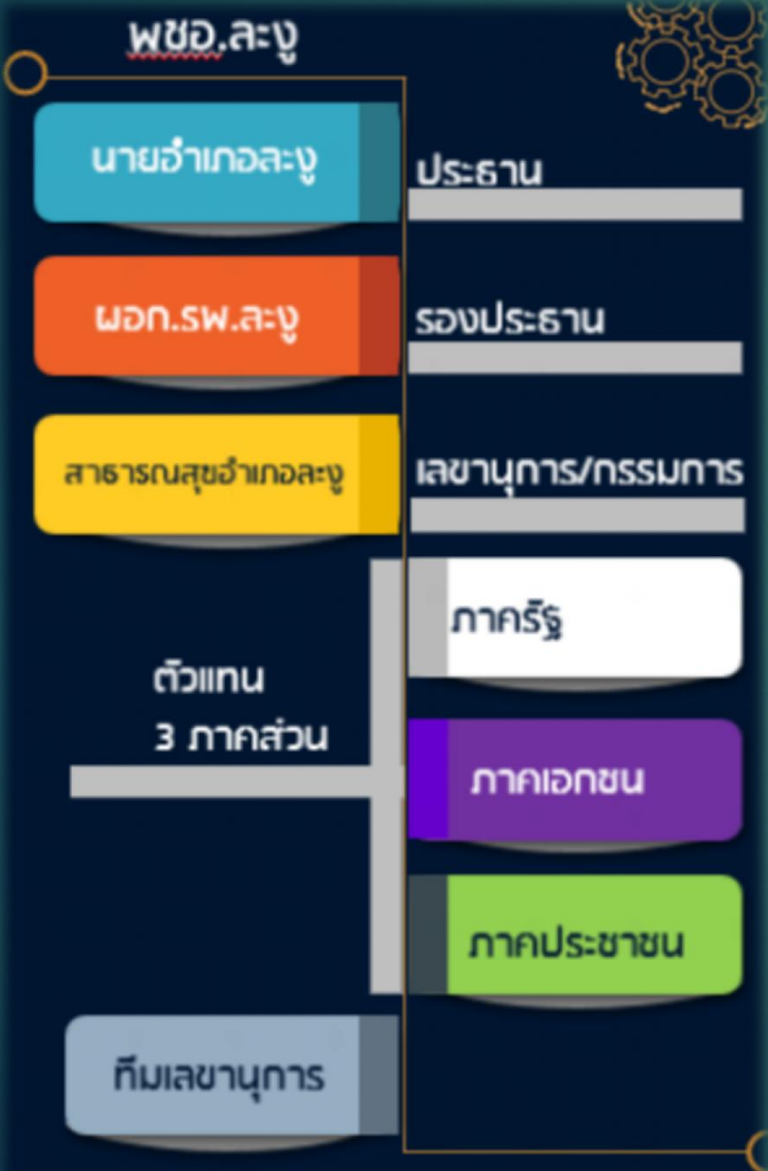 พชอ.ละงู
นายอำเภอละงู
ประธาน
ผอก.รพ.ละงู
รองประธาน
สาธารณสุขอำเภอละงู
เลขานุการ/กรรมการ
ภาครัฐ
ตัวแทน
3 ภาคส่วน
ภาคเอกชน
ภาคประชาชน
ทีมเลขานุการ